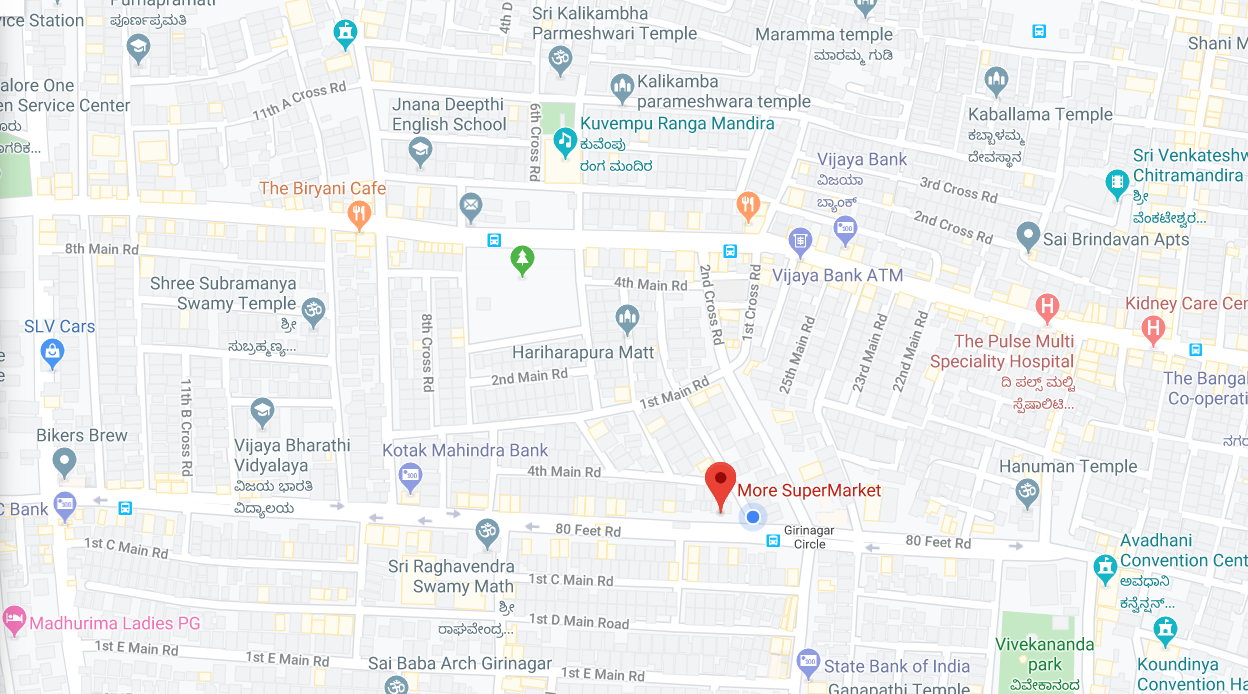 Purnapramati
ಪೂರ್ಣಪ್ರಮತಿ
Station
4th D
Sri Kalikambha
Parmeshwari Temple
Maramma temple
ಮಾರಮ್ಮ ಗುಡಿ
Shani
alore One
en Service Center
11th A Cross Rd
Jnana Deepthi
English School
6th Cross Rd
Kalikamba
parameshwara temple
Kuvempu Ranga Mandira
ಕುವೆಂಪು
ರಂಗ ಮಂದಿರ
Kaballama Temple
ಕಬ್ಬಾಳಮ್ಮ
ದೇವಸ್ಥಾನ
Vijaya Bank
ವಿಜಯಾ
ಬ್ಯಾಂಕ್
3rd Cross Rd
2nd Cross Rd
Sri Venkateshw
Chitramandira
ಶ್ರೀ
ವೆಂಕಟೇಶ್ವರ...
The Biryani Cafe
8th Main Rd
Sai Brindavan Apts
Vijaya Bank ATM
Shree Subramanya
Swamy Temple
ಶ್ರೀ
ಸುಬ್ರಹ್ಮಣ್ಯ...
4th Main Rd
2nd Cross Rd
1st Cross Rd
SLV Cars
8th Cross Rd
Hariharapura Matt
25th Main Rd
23rd Main Rd
22nd Main Rd
Kidney Care Cen
The Pulse Multi
Speciality Hospital
ದಿ ಪಲ್ಸ್ ಮಲ್ಟಿ
ಸ್ಪೆಷಾಲಿಟಿ...
2nd Main Rd
1st Main Rd
11th B Cross Rd
The Bangal
Co-operati
ನಗರ
Bikers Brew
Vijaya Bharathi
Vidyalaya
ವಿಜಯ ಭಾರತಿ
ವಿದ್ಯಾಲಯ
Kotak Mahindra Bank
4th Main Rd
More SuperMarket
Hanuman Temple
C Bank
80 Feet Rd
Girinagar
Circle
80 Feet Rd
1st C Main Rd
Sri Raghavendra
Swamy Math
ಶ್ರೀ
ರಾಘವೇಂದ್ರ...
1st C Main Rd
Avadhani
Convention Cent
ಅವಧಾನಿ
ಕನ್ವೆನ್ಷನ್...
Madhurima Ladies PG
1st D Main Road
1st E Main Rd
1st E Main Rd
Sai Baba Arch Girinagar
1st E Main Rd
State Bank of India
Ganapathi Temple
Vivekananda
park
ವಿವೇಕಾನಂದ
Koundinya
Convention Ha